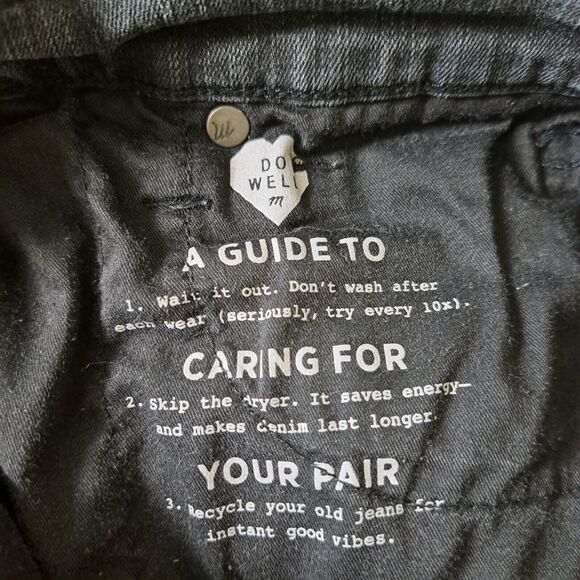 DO
WELL
m
A GUIDE TO
1. Wait it out. Don't wash after
each wear (seriously, try every 10x).
CARING FOR
2. Skip the dryer. It saves energy—
and makes denim last longer.
YOUR PAIR
3. Recycle your old jeans for
instant good vibes.